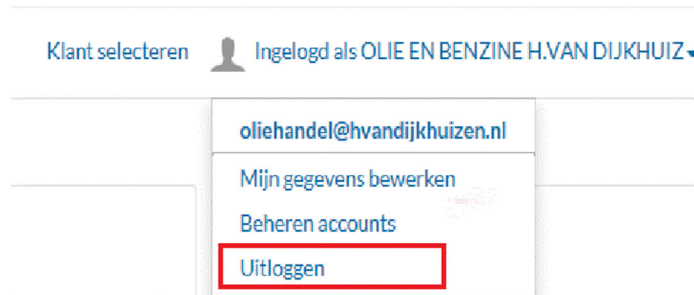 Klant selecteren Ingelogd als OLIE EN BENZINE H.VAN DIJKHUIZ
oliehandel@hvandijkhuizen.nl
Mijn gegevens bewerken
Beheren accounts
Uitloggen